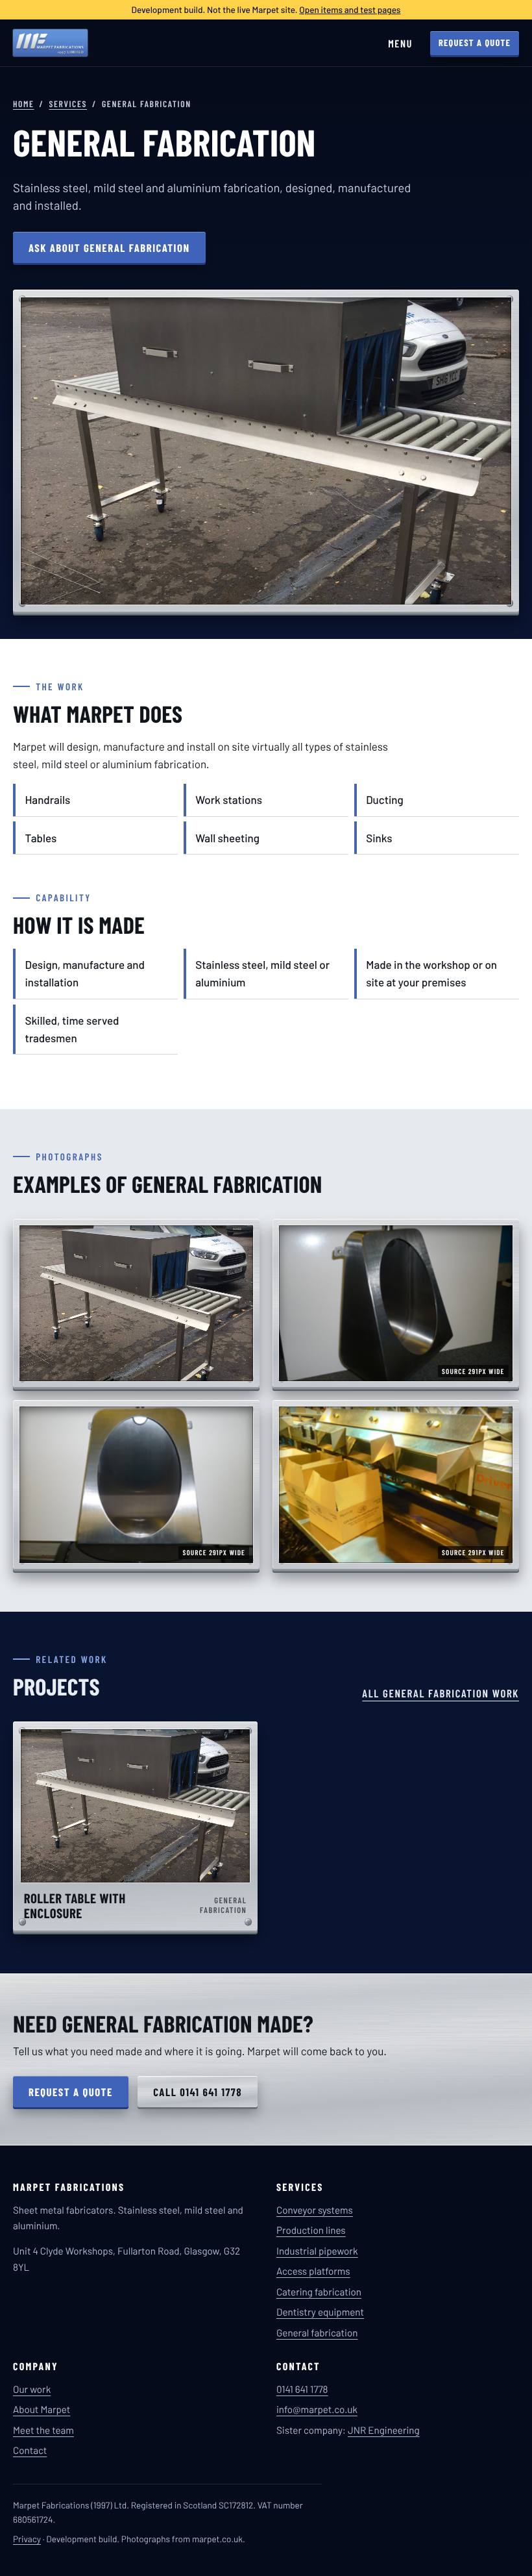 Development build. Not the live Marpet site. Open items and test pages
MF MARPET FABRICATIONS
MENU
REQUEST A QUOTE
HOME / SERVICES / GENERAL FABRICATION
GENERAL FABRICATION
Stainless steel, mild steel and aluminium fabrication, designed, manufactured
and installed.
ASK ABOUT GENERAL FABRICATION
THE WORK
WHAT MARPET DOES
Marpet will design, manufacture and install on site virtually all types of stainless
steel, mild steel or aluminium fabrication.
Handrails
Work stations
Ducting
Tables
Wall sheeting
Sinks
CAPABILITY
HOW IT IS MADE
Design, manufacture and
installation
Stainless steel, mild steel or
aluminium
Made in the workshop or on
site at your premises
Skilled, time served
tradesmen
PHOTOGRAPHS
EXAMPLES OF GENERAL FABRICATION
SOURCE 291PX WIDE
SOURCE 291PX WIDE
SOURCE 291PX WIDE
RELATED WORK
PROJECTS
ALL GENERAL FABRICATION WORK
ROLLER TABLE WITH
ENCLOSURE
GENERAL
FABRICATION
NEED GENERAL FABRICATION MADE?
Tell us what you need made and where it is going. Marpet will come back to you.
REQUEST A QUOTE
CALL 0141 641 1778
MARPET FABRICATIONS
Sheet metal fabricators. Stainless steel, mild steel and
aluminium.
Unit 4 Clyde Workshops, Fullarton Road, Glasgow, G32
8YL
SERVICES
Conveyor systems
Production lines
Industrial pipework
Access platforms
Catering fabrication
Dentistry equipment
General fabrication
COMPANY
Our work
About Marpet
Meet the team
Contact
CONTACT
0141 641 1778
info@marpet.co.uk
Sister company: JNR Engineering
Marpet Fabrications (1997) Ltd. Registered in Scotland SC172812. VAT number
680561724.
Privacy · Development build. Photographs from marpet.co.uk.